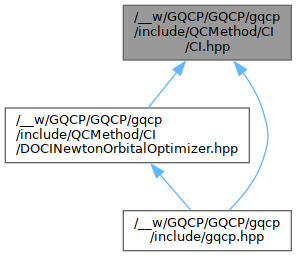 /__w/GQCP/GQCP/gqcp
/include/QCMethod/CI
/CI.hpp
/__w/GQCP/GQCP/gqcp
/include/QCMethod/CI
/DOCINewtonOrbitalOptimizer.hpp
/__w/GQCP/GQCP/gqcp
/include/gqcp.hpp